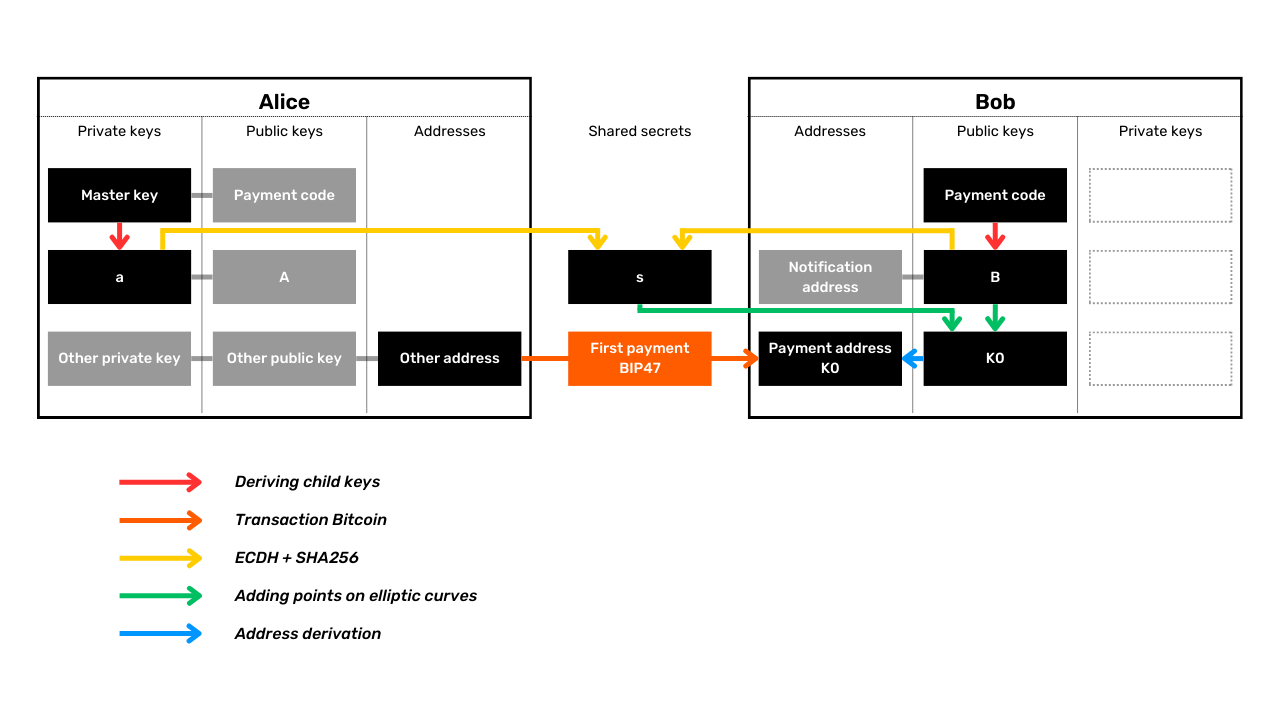 Alice
Private keys
Public keys
Addresses
Master key
Payment code
a
A
Other private key
Other public key
Other address
Shared secrets
s
First payment
BIP47
Bob
Addresses
Public keys
Private keys
Payment code
Notification
address
B
Payment address
K0
K0
Deriving child keys
Transaction Bitcoin
ECDH + SHA256
Adding points on elliptic curves
Address derivation